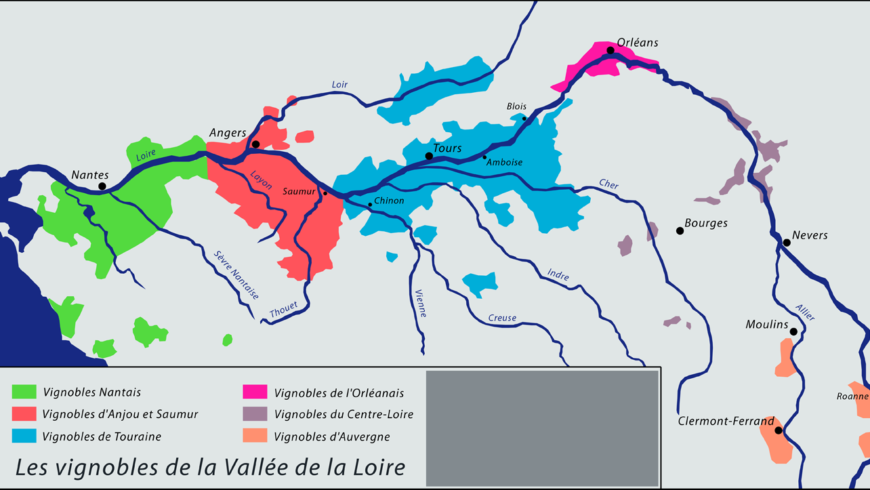 Orléans
Loir
Blois
Angers
Tours
Loire
Amboise
Nantes
Layon
Saumur
Chinon
Cher
Bourges
Nevers
Sèvre Nantaise
Indre
Thouet
Vienne
Creuse
Allier
Moulins
Roanne
Clermont-Ferrand
Vignobles Nantais
Vignobles de l'Orléanais
Vignobles d'Anjou et Saumur
Vignobles du Centre-Loire
Vignobles de Touraine
Vignobles d'Auvergne
Les vignobles de la Vallée de la Loire